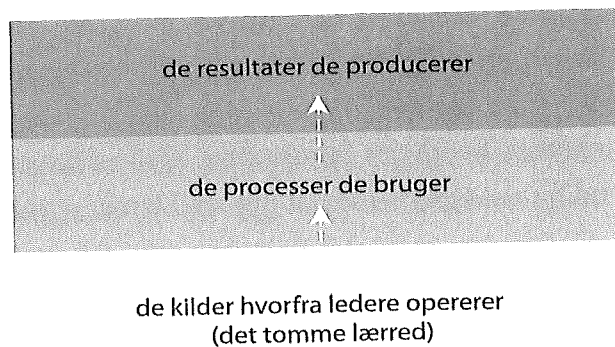 de resultater de producerer
de processer de bruger
de kilder hvorfra ledere opererer
(det tomme lærred)